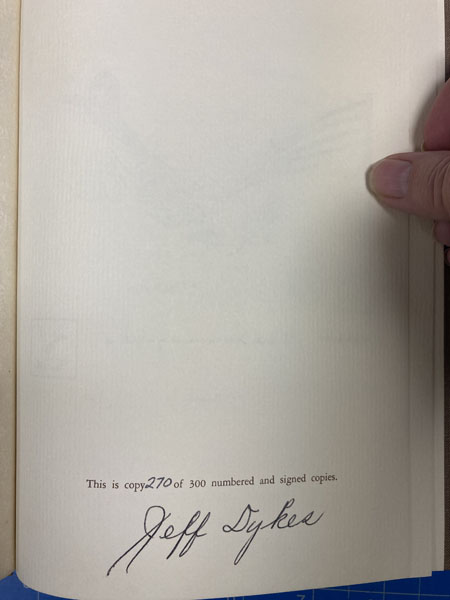 This is copy 270 of 300 numbered and signed copies.
Jeff Dykes